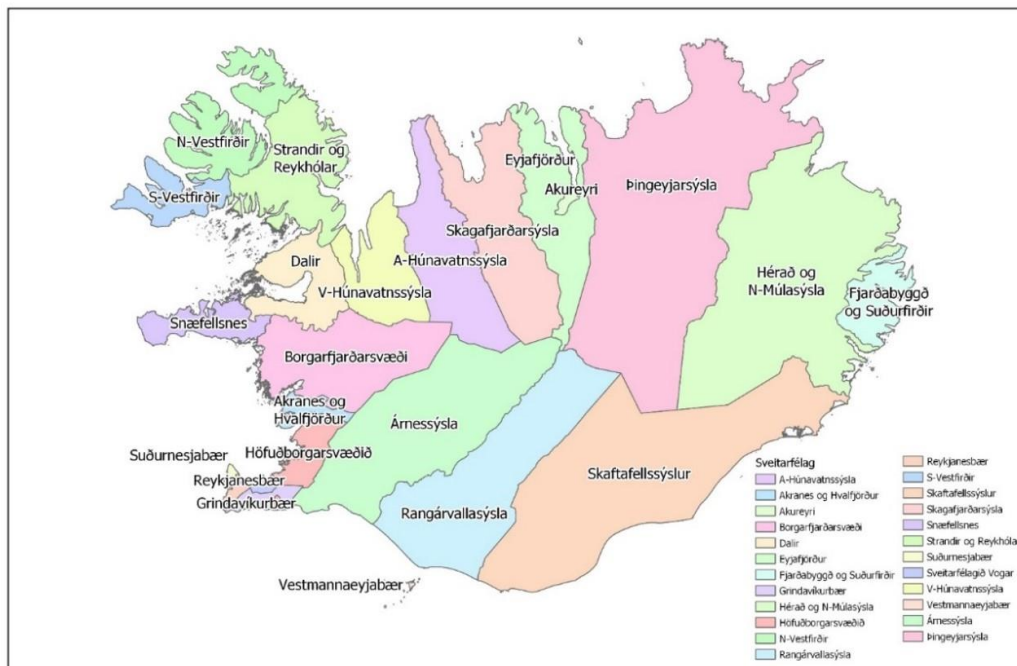 N-Vestfirðir
Strandir og
Reykhólar
S-Vestfirðir
Eyjafjörður
Akureyri
Þingeyjarsýsla
Skagafjarðarsýsla
Dalir
A-Húnavatnssýsla
V-Húnavatnssýsla
Hérað og
N-Múlasýsla
Fjarðabyggð
og Suðurfirðir
Snæfellsnes
Borgarfjarðarsvæði
Akranes og
Hvalfjörður
Árnessýsla
Höfuðborgarsvæðið
Suðurnesjabær
Reykjanesbær
Grindavíkurbær
Skaftafellssýslur
Rangárvallasýsla
Vestmannaeyjabær
Sveitarfélag
A-Húnavatnssýsla
Akranes og Hvalfjörður
Akureyri
Borgarfjarðarsvæði
Dalir
Eyjafjörður
Fjarðabyggð og Suðurfirðir
Grindavíkurbær
Hérað og N-Múlasýsla
Höfuðborgarsvæðið
N-Vestfirðir
Rangárvallasýsla
Reykjanesbær
S-Vestfirðir
Skaftafellssýslur
Skagafjarðarsýsla
Snæfellsnes
Strandir og Reykhóla
Suðurnesjabær
Sveitarfélagið Vogar
V-Húnavatnssýsla
Vestmannaeyjabær
Árnessýsla
Þingeyjarsýsla